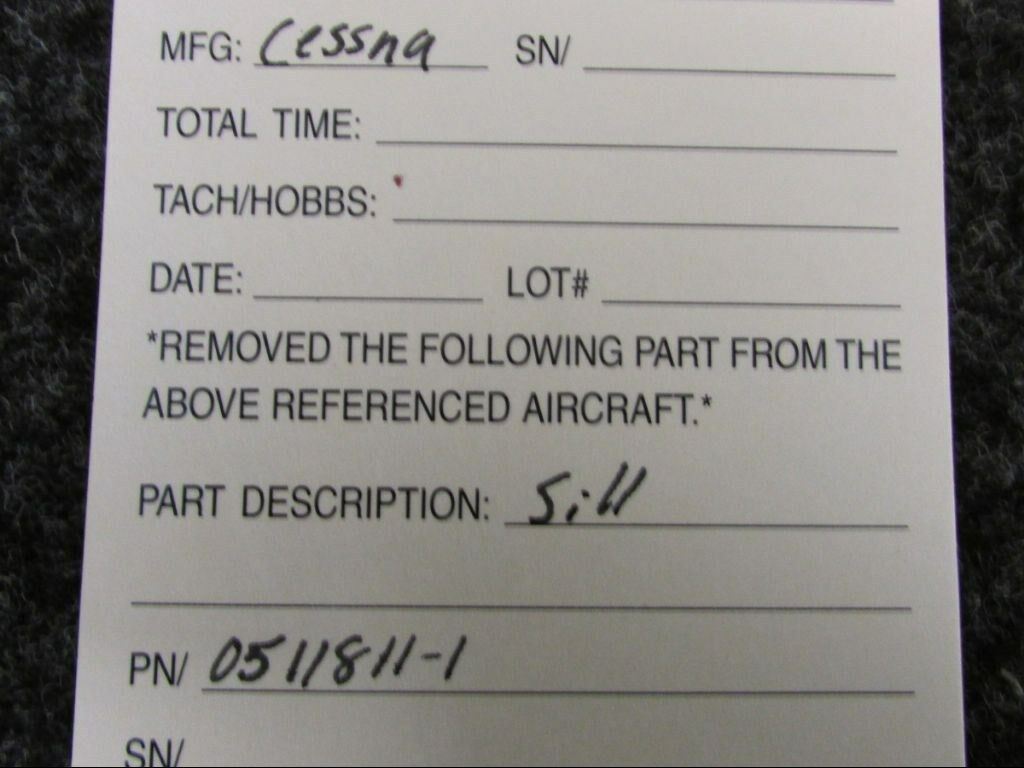 MFG: Cessna SN/
TOTAL TIME:
TACH/HOBBS:
DATE: LOT#
*REMOVED THE FOLLOWING PART FROM THE
ABOVE REFERENCED AIRCRAFT.*
PART DESCRIPTION: Sill
PN/ 0511811-1
SN/